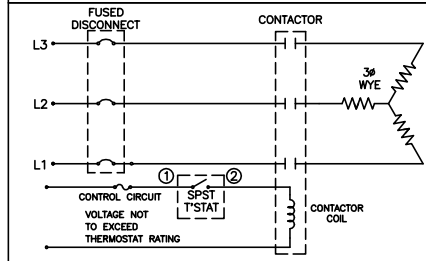 FUSED
DISCONNECT
CONTACTOR
L3
3ø
WYE
L2
L1
① ②
CONTROL CIRCUIT
SPST
T'STAT
VOLTAGE NOT
TO EXCEED
THERMOSTAT RATING
CONTACTOR
COIL